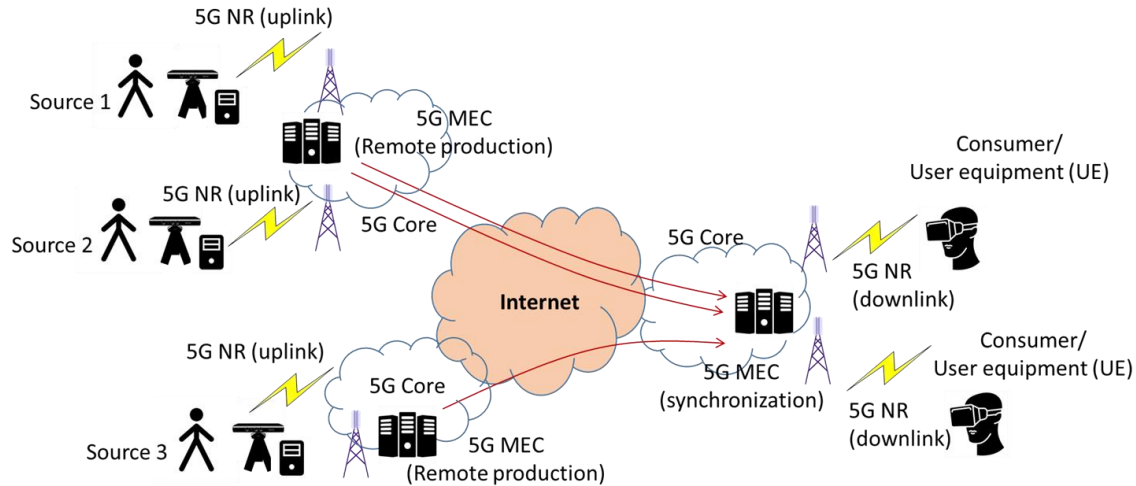 5G NR (uplink)
Source 1
5G MEC
(Remote production)
5G NR (uplink)
Source 2
5G Core
Internet
5G NR (uplink)
5G Core
Source 3
5G MEC
(Remote production)
5G Core
5G MEC
(synchronization)
Consumer/
User equipment (UE)
5G NR
(downlink)
Consumer/
User equipment (UE)
5G NR
(downlink)